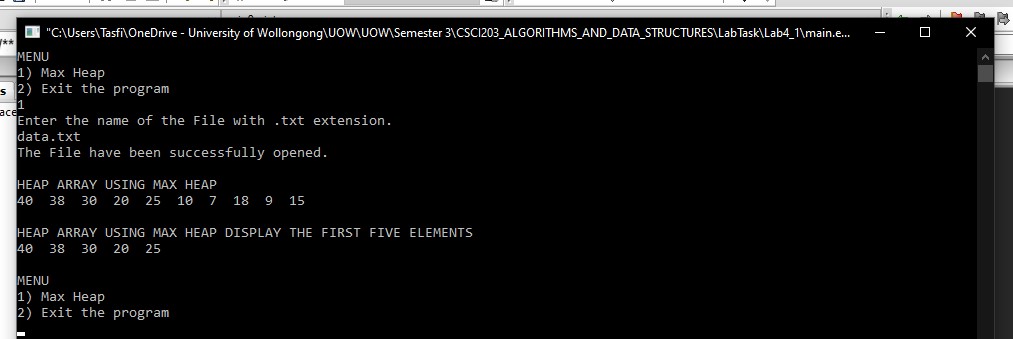 "C:\Users\Tasfi\OneDrive - University of Wollongong\UOW\UOW\Semester 3\CSCI203_ALGORITHMS_AND_DATA_STRUCTURES\LabTask\Lab4_1\main.e...
/**
s
ace
MENU
1) Max Heap
2) Exit the program
1
Enter the name of the File with .txt extension.
data.txt
The File have been successfully opened.
HEAP ARRAY USING MAX HEAP
40  38  30  20  25  10  7  18  9  15
HEAP ARRAY USING MAX HEAP DISPLAY THE FIRST FIVE ELEMENTS
40  38  30  20  25
MENU
1) Max Heap
2) Exit the program